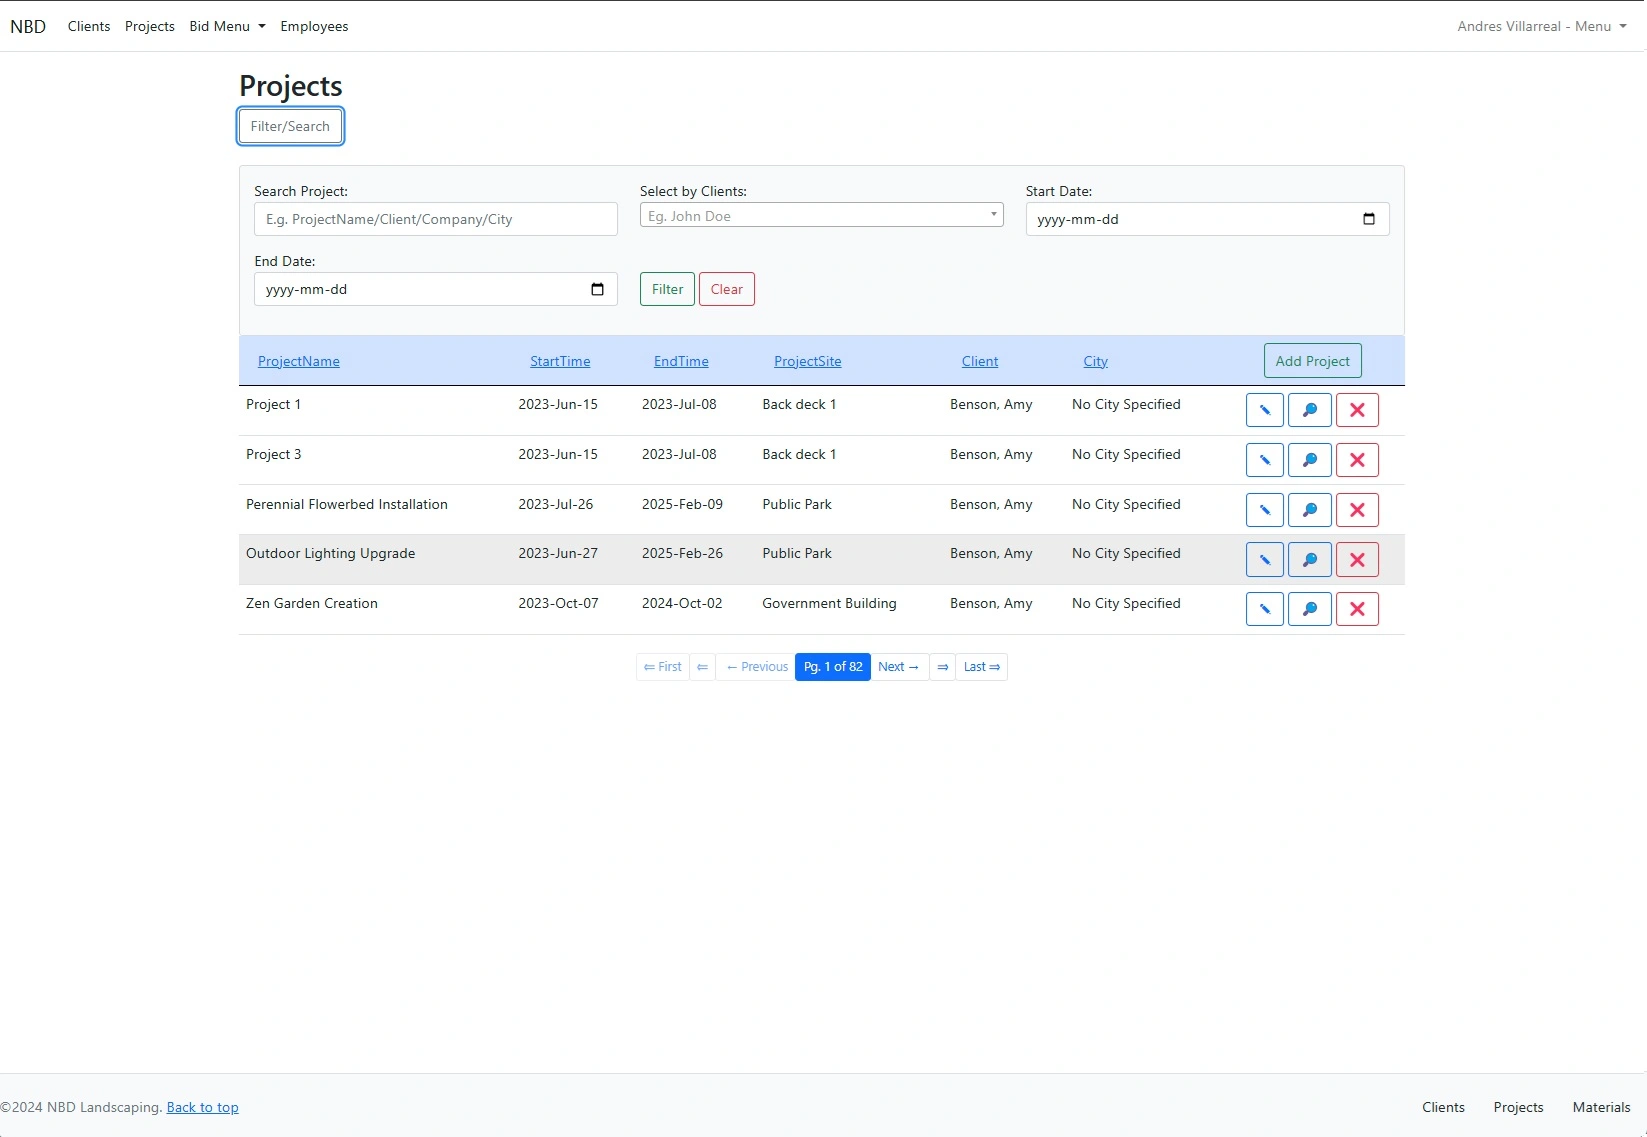 NBD Clients Projects Bid Menu Employees Andres Villarreal - Menu
Projects
Filter/Search
Search Project: Select by Clients: Start Date:
E.g. ProjectName/Client/Company/City Eg. John Doe yyyy-mm-dd
End Date:
yyyy-mm-dd Filter Clear
ProjectName StartTime EndTime ProjectSite Client City Add Project
Project 1 2023-Jun-15 2023-Jul-08 Back deck 1 Benson, Amy No City Specified
Project 3 2023-Jun-15 2023-Jul-08 Back deck 1 Benson, Amy No City Specified
Perennial Flowerbed Installation 2023-Jul-26 2025-Feb-09 Public Park Benson, Amy No City Specified
Outdoor Lighting Upgrade 2023-Jun-27 2025-Feb-26 Public Park Benson, Amy No City Specified
Zen Garden Creation 2023-Oct-07 2024-Oct-02 Government Building Benson, Amy No City Specified
⇐ First ⇐ ← Previous Pg. 1 of 82 Next → ⇒ Last ⇒
©2024 NBD Landscaping. Back to top Clients Projects Materials